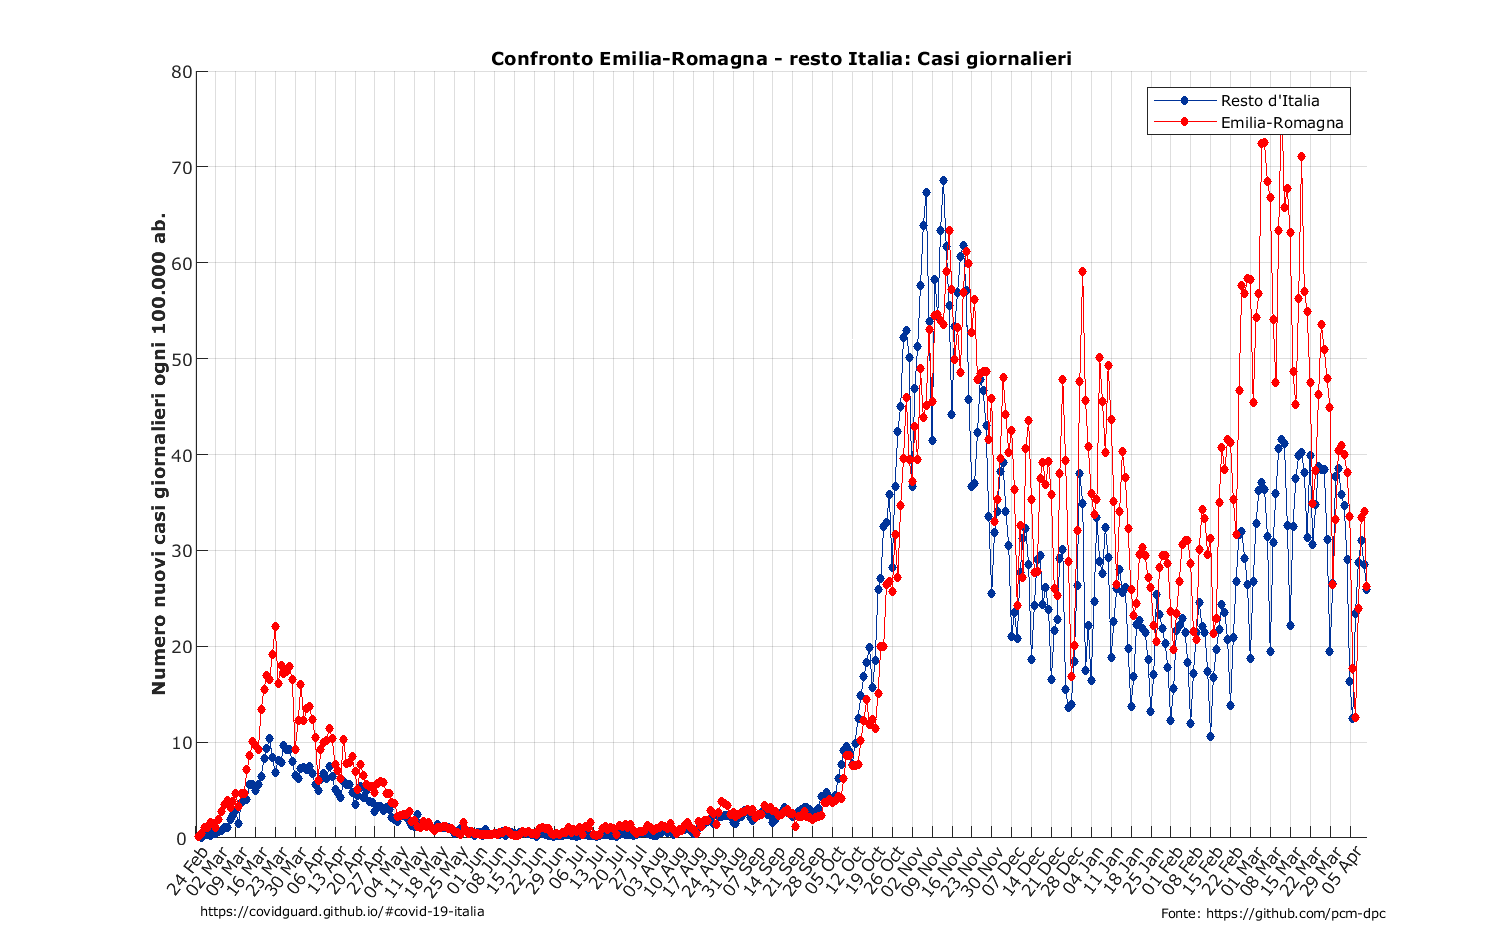 Confronto Emilia-Romagna - resto Italia: Casi giornalieri
Resto d'Italia
Emilia-Romagna
Numero nuovi casi giornalieri ogni 100.000 ab.
80
70
60
50
40
30
20
10
0
24 Feb
02 Mar
09 Mar
16 Mar
23 Mar
30 Mar
06 Apr
13 Apr
20 Apr
27 Apr
04 May
11 May
18 May
25 May
01 Jun
08 Jun
15 Jun
22 Jun
29 Jun
06 Jul
13 Jul
20 Jul
27 Jul
03 Aug
10 Aug
17 Aug
24 Aug
31 Aug
07 Sep
14 Sep
21 Sep
28 Sep
05 Oct
12 Oct
19 Oct
26 Oct
02 Nov
09 Nov
16 Nov
23 Nov
30 Nov
07 Dec
14 Dec
21 Dec
28 Dec
04 Jan
11 Jan
18 Jan
25 Jan
01 Feb
08 Feb
15 Feb
22 Feb
01 Mar
08 Mar
15 Mar
22 Mar
29 Mar
05 Apr
https://covidguard.github.io/#covid-19-italia
Fonte: https://github.com/pcm-dpc